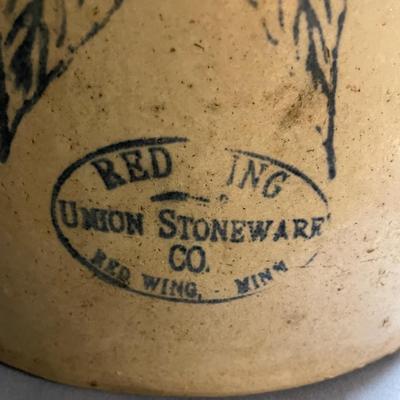 RED ING
UNION STONEWARE
CO.
RED WING, MINN